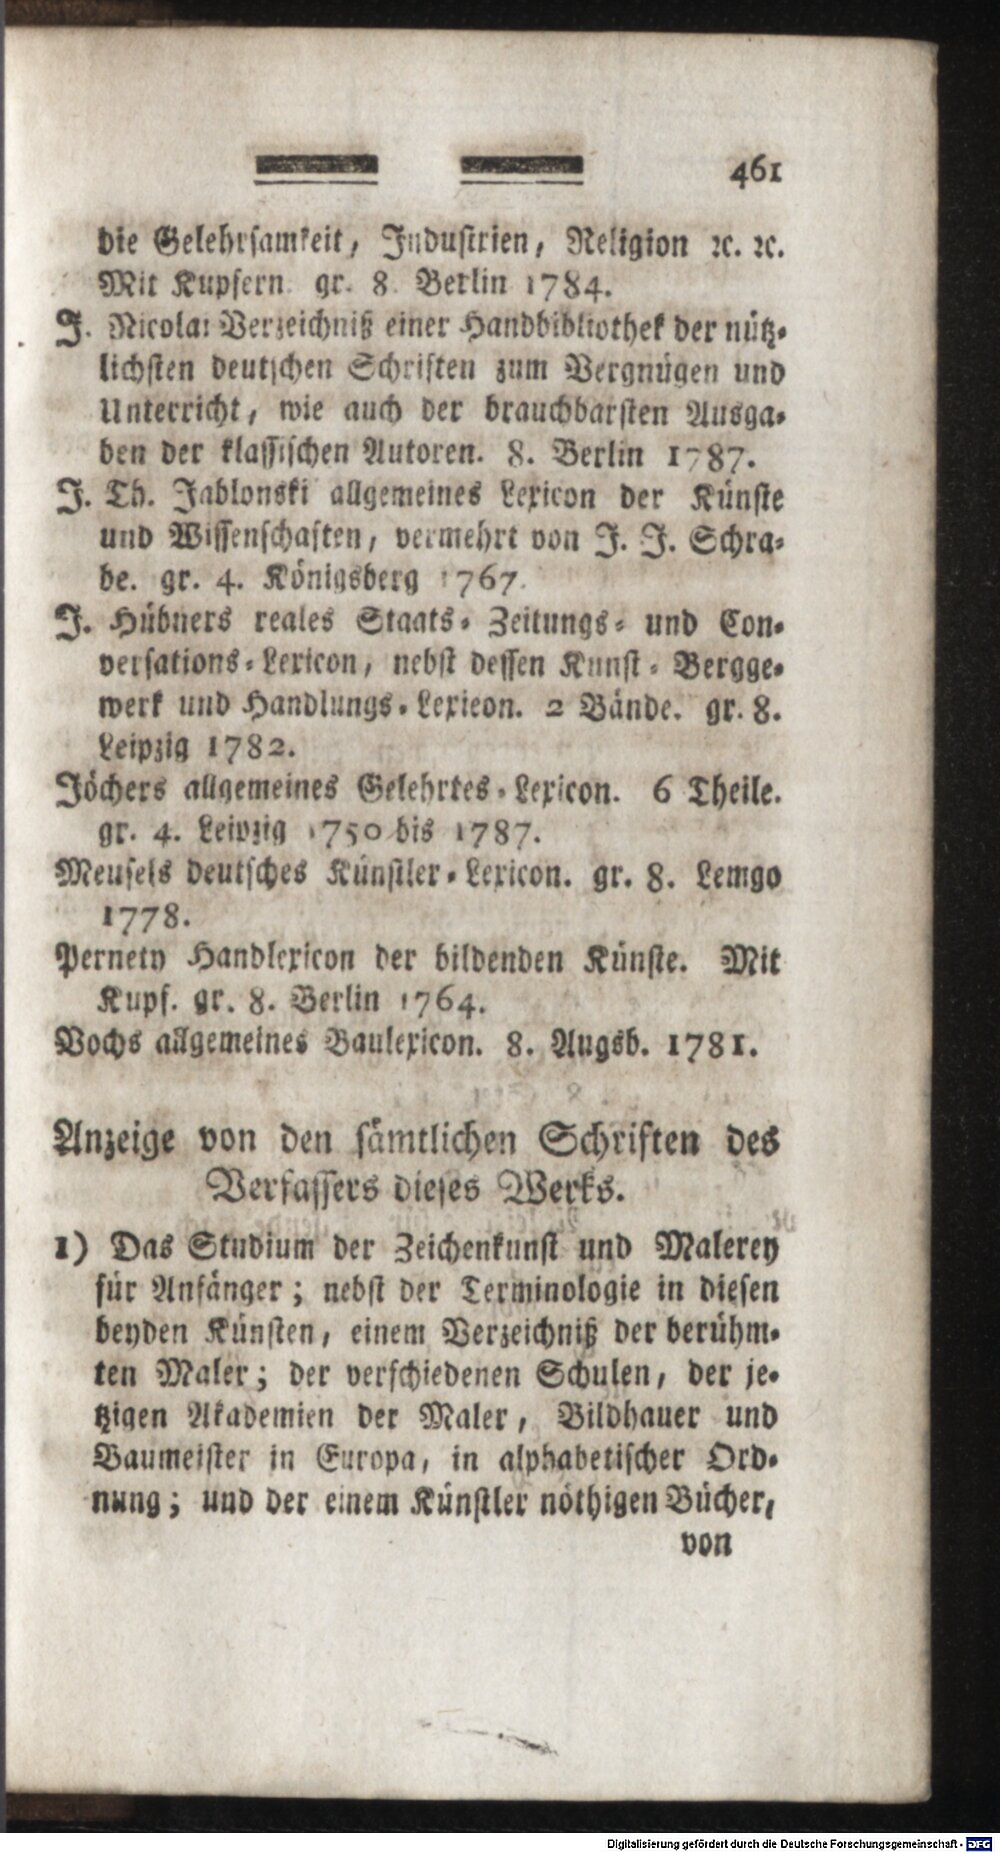 461
die Gelehrsamkeit, Industrien, Religion ꝛc. ꝛc.
Mit Kupfern gr. 8 Berlin 1784.
J. Nicolai Verzeichniß einer Handbibliothek der nütz-
lichsten deutschen Schriften zum Vergnügen und
Unterricht, wie auch der brauchbarsten Ausga-
ben der klassischen Autoren. 8. Berlin 1787.
J. Th. Jablonski allgemeines Lexicon der Künste
und Wissenschaften, vermehrt von J. J. Schra-
be. gr. 4. Königsberg 1767.
J. Hübners reales Staats- Zeitungs- und Con-
versations-Lexicon, nebst dessen Kunst- Bergge-
werk und Handlungs-Lexieon. 2 Bände. gr. 8.
Leipzig 1782.
Jöchers allgemeines Gelehrtes-Lexicon. 6 Theile.
gr. 4. Leipzig 1750 bis 1787.
Meusels deutsches Künstler-Lexicon. gr. 8. Lemgo
1778.
Pernety Handlexicon der bildenden Künste. Mit
Kupf. gr. 8. Berlin 1764.
Vochs allgemeines Baulexicon. 8. Augsb. 1781.
Anzeige von den sämtlichen Schriften des
Verfassers dieses Werks.
1) Das Studium der Zeichenkunst und Malerey
für Anfänger; nebst der Terminologie in diesen
beyden Künsten, einem Verzeichniß der berühm-
ten Maler; der verschiedenen Schulen, der je-
tzigen Akademien der Maler, Bildhauer und
Baumeister in Europa, in alphabetischer Ord-
nung; und der einem Künstler nöthigen Bücher,
von
Digitalisierung gefördert durch die Deutsche Forschungsgemeinschaft - DFG